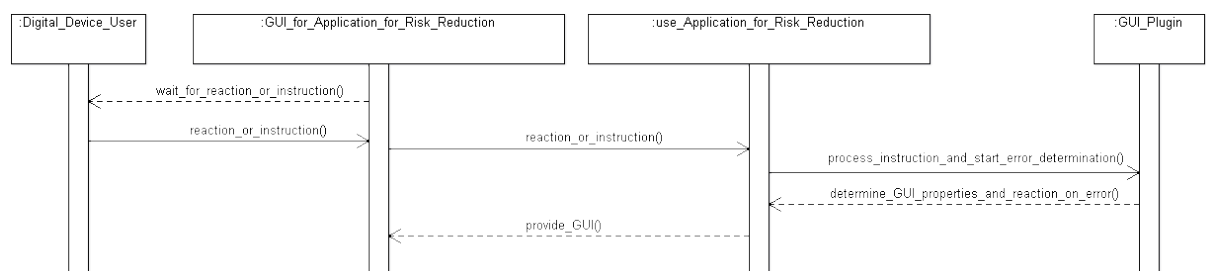 :Digital_Device_User
:GUI_for_Application_for_Risk_Reduction
:use_Application_for_Risk_Reduction
:GUI_Plugin
wait_for_reaction_or_instruction()
reaction_or_instruction()
reaction_or_instruction()
process_instruction_and_start_error_determination()
determine_GUI_properties_and_reaction_on_error()
provide_GUI()